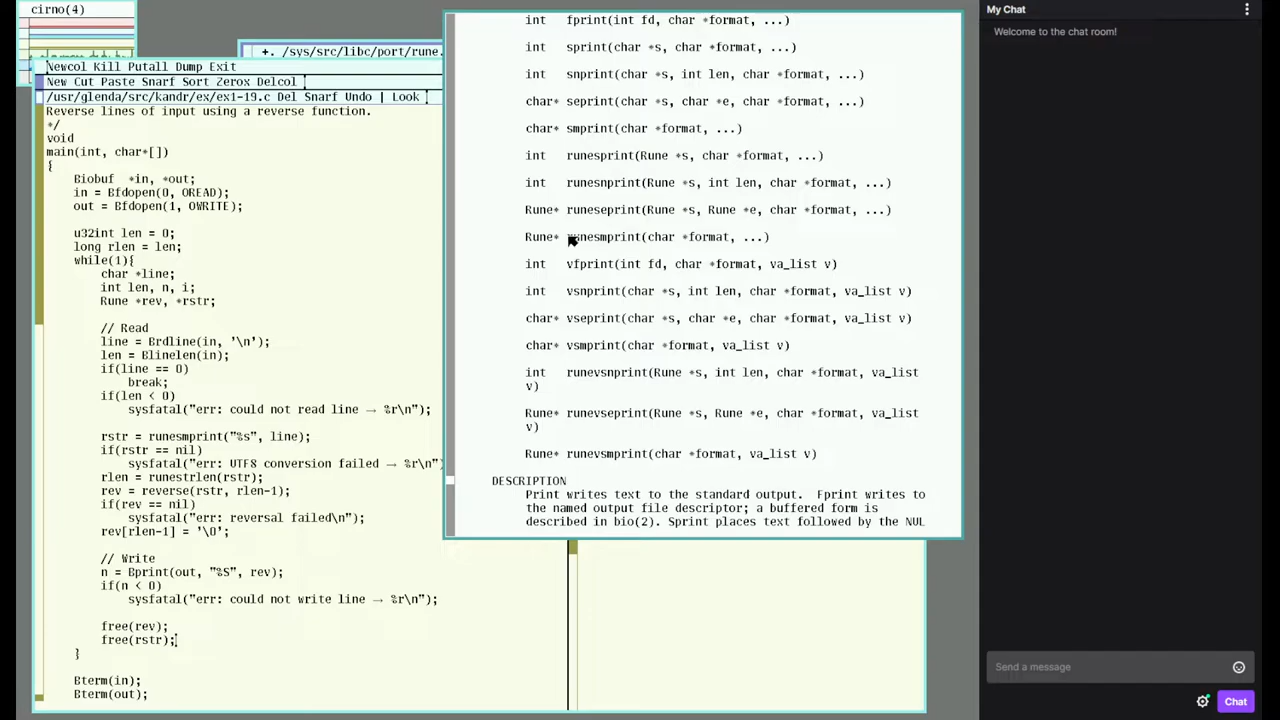 cirno(4)
+. /sys/src/libc/port/rune.
Newcol Kill Putall Dump Exit
New Cut Paste Snarf Sort Zerox Delcol
/usr/glenda/src/kandr/ex/ex1-19.c Del Snarf Undo | Look
Reverse lines of input using a reverse function.
*/
void
main(int, char*[])
{
Biobuf *in, *out;
in = Bfdopen(0, OREAD);
out = Bfdopen(1, OWRITE);
u32int len = 0;
long rlen = len;
while(1){
char *line;
int len, n, i;
Rune *rev, *rstr;
// Read
line = Brdline(in, '\n');
len = Blinelen(in);
if(line == 0)
break;
if(len < 0)
sysfatal("err: could not read line → %r\n");
rstr = runesmprint("%s", line);
if(rstr == nil)
sysfatal("err: UTF8 conversion failed → %r\n")
rlen = runestrlen(rstr);
rev = reverse(rstr, rlen-1);
if(rev == nil)
sysfatal("err: reversal failed\n");
rev[rlen-1] = '\0';
// Write
n = Bprint(out, "%S", rev);
if(n < 0)
sysfatal("err: could not write line → %r\n");
free(rev);
free(rstr);
}
Bterm(in);
Bterm(out);
int fprint(int fd, char *format, ...)
int sprint(char *s, char *format, ...)
int snprint(char *s, int len, char *format, ...)
char* seprint(char *s, char *e, char *format, ...)
char* smprint(char *format, ...)
int runesprint(Rune *s, char *format, ...)
int runesnprint(Rune *s, int len, char *format, ...)
Rune* runeseprint(Rune *s, Rune *e, char *format, ...)
Rune* runesmprint(char *format, ...)
int vfprint(int fd, char *format, va_list v)
int vsnprint(char *s, int len, char *format, va_list v)
char* vseprint(char *s, char *e, char *format, va_list v)
char* vsmprint(char *format, va_list v)
int runevsnprint(Rune *s, int len, char *format, va_list
v)
Rune* runevseprint(Rune *s, Rune *e, char *format, va_list
v)
Rune* runevsmprint(char *format, va_list v)
DESCRIPTION
Print writes text to the standard output. Fprint writes to
the named output file descriptor; a buffered form is
described in bio(2). Sprint places text followed by the NUL
My Chat
Welcome to the chat room!
Send a message
Chat